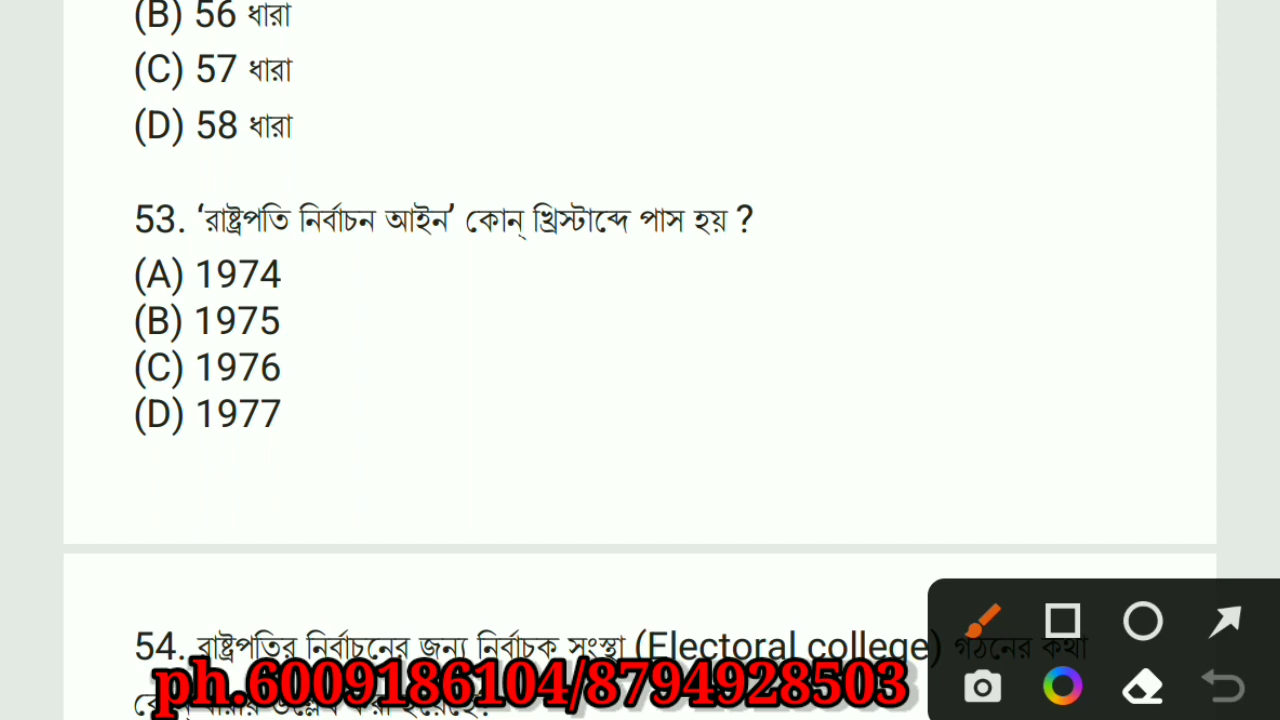 (B) 56 ধারা
(C) 57 ধারা
(D) 58 ধারা
53. ‘রাষ্ট্রপতি নির্বাচন আইন’ কোন্ খ্রিস্টাব্দে পাস হয় ?
(A) 1974
(B) 1975
(C) 1976
(D) 1977
54. রাষ্ট্রপতির নির্বাচনের জন্য নির্বাচক সংস্থা (Electoral college) গঠনের কথা
ph.6009186104/8794928503